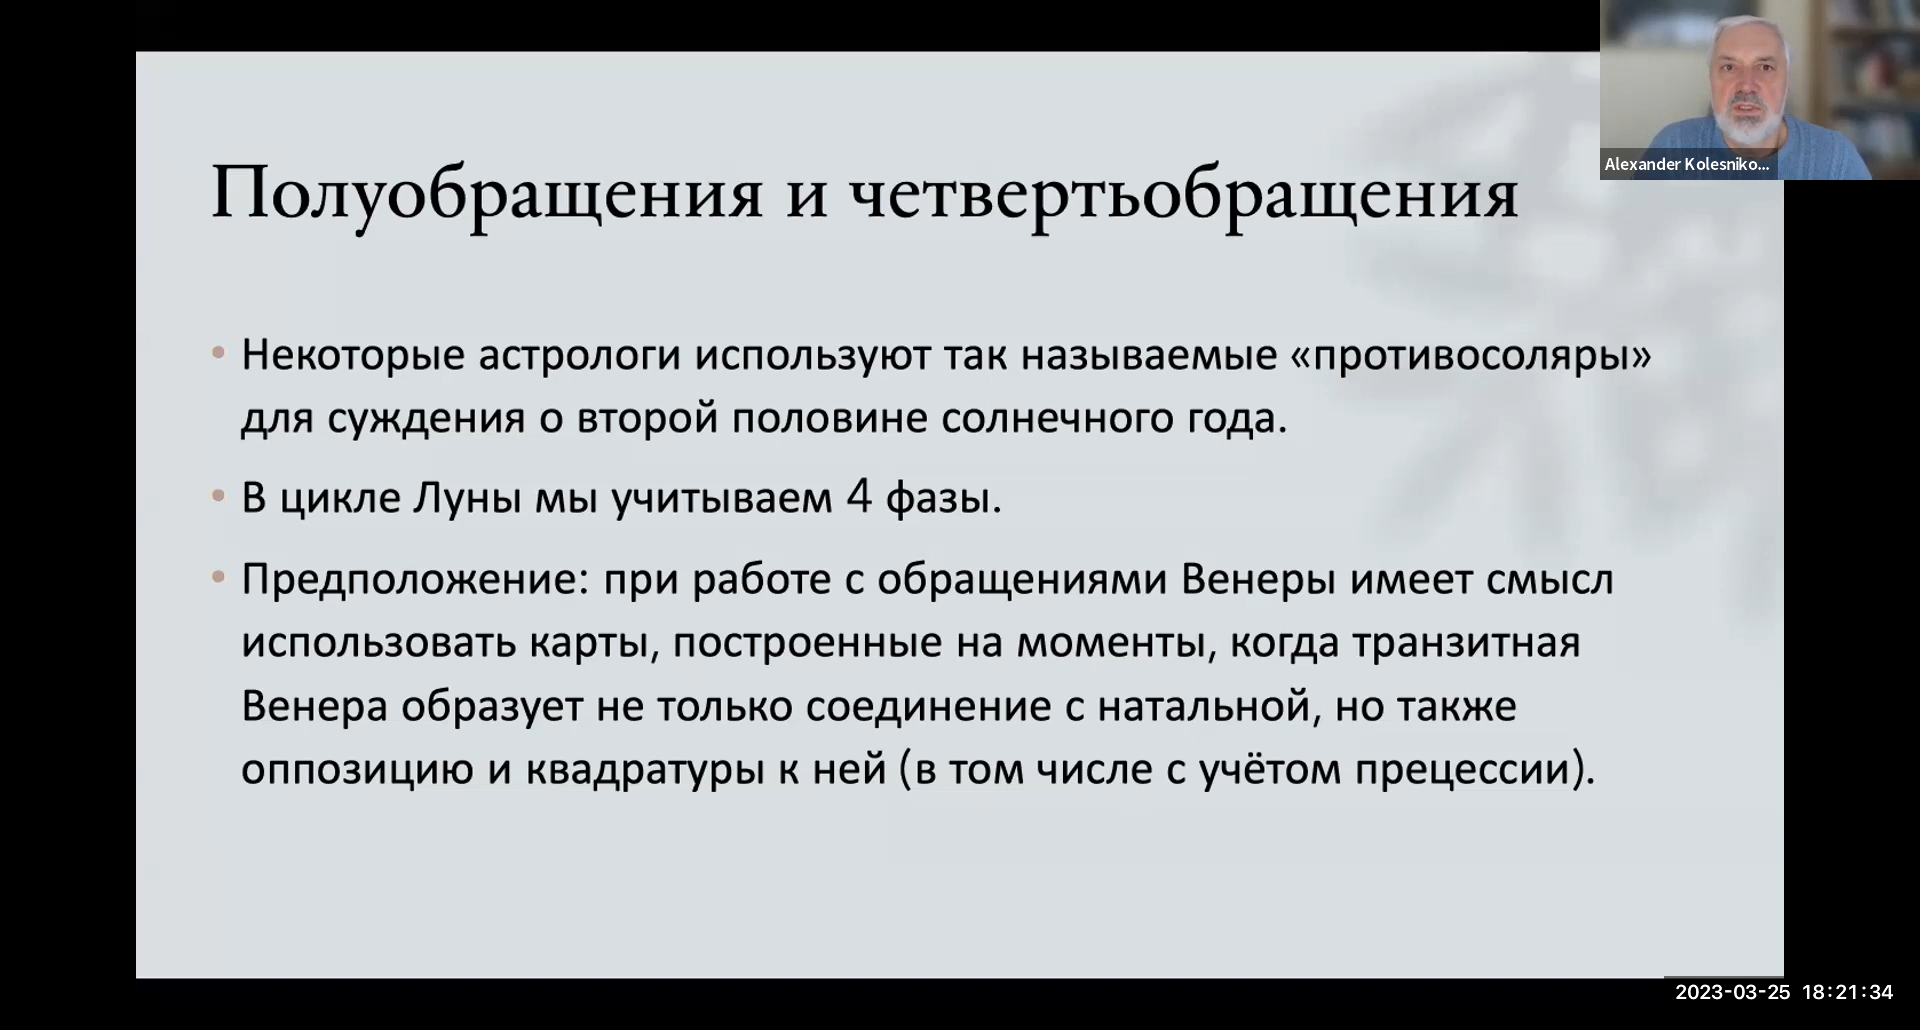 Alexander Kolesniko...
Полуобращения и четвертьобращения
• Некоторые астрологи используют так называемые «противосоляры»
для суждения о второй половине солнечного года.
• В цикле Луны мы учитываем 4 фазы.
• Предположение: при работе с обращениями Венеры имеет смысл
использовать карты, построенные на моменты, когда транзитная
Венера образует не только соединение с натальной, но также
оппозицию и квадратуры к ней (в том числе с учётом прецессии).
2023-03-25 18:21:34